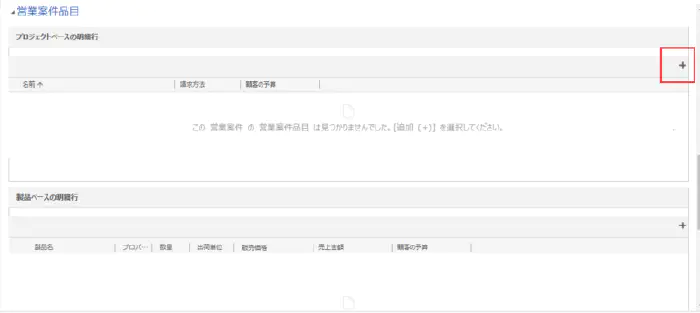 営業案件品目
プロジェクトベースの明細行
+
名前 ↑ 請求方法 顧客の予算
この 営業案件 の 営業案件品目 は見つかりませんでした。[追加 (+)] を選択してください。
製品ベースの明細行
+
製品名 プロパ… 数量 出荷単位 販売価格 売上金額 顧客の予算